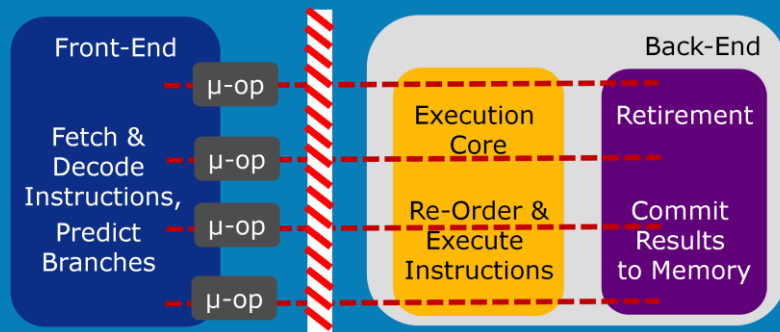 Front-End
Back-End
μ-op
μ-op
μ-op
μ-op
Fetch &
Decode
Instructions,
Predict
Branches
Execution
Core
Re-Order &
Execute
Instructions
Retirement
Commit
Results
to Memory